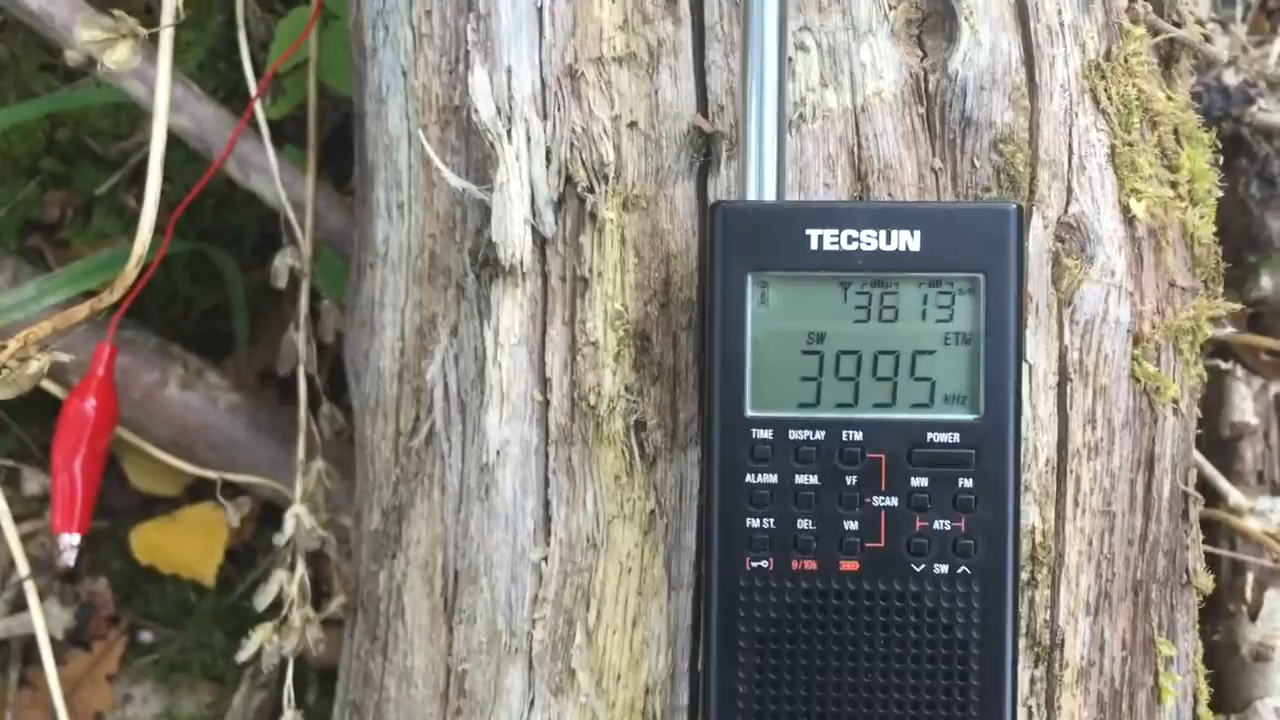 TECSUN
3613
SW ETM
3995 kHz
TIME DISPLAY ETM POWER
ALARM MEM. VF MW FM
SCAN
FM ST. DEL. VM ATS
9/10k SW